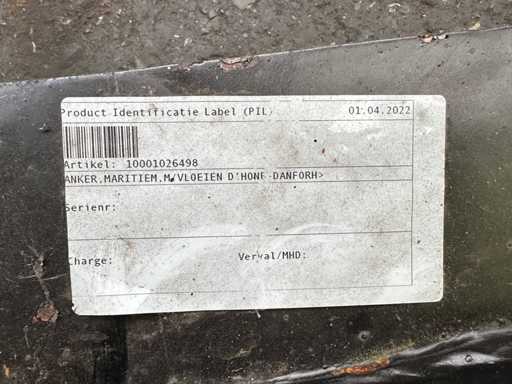 Product Identificatie Label (PIL) 01.04.2022
Artikel: 10001026498
ANKER,MARITIEM,M/VLOEIEN D'HONE-DANFORH>
Serienr:
Charge: Verval/MHD: